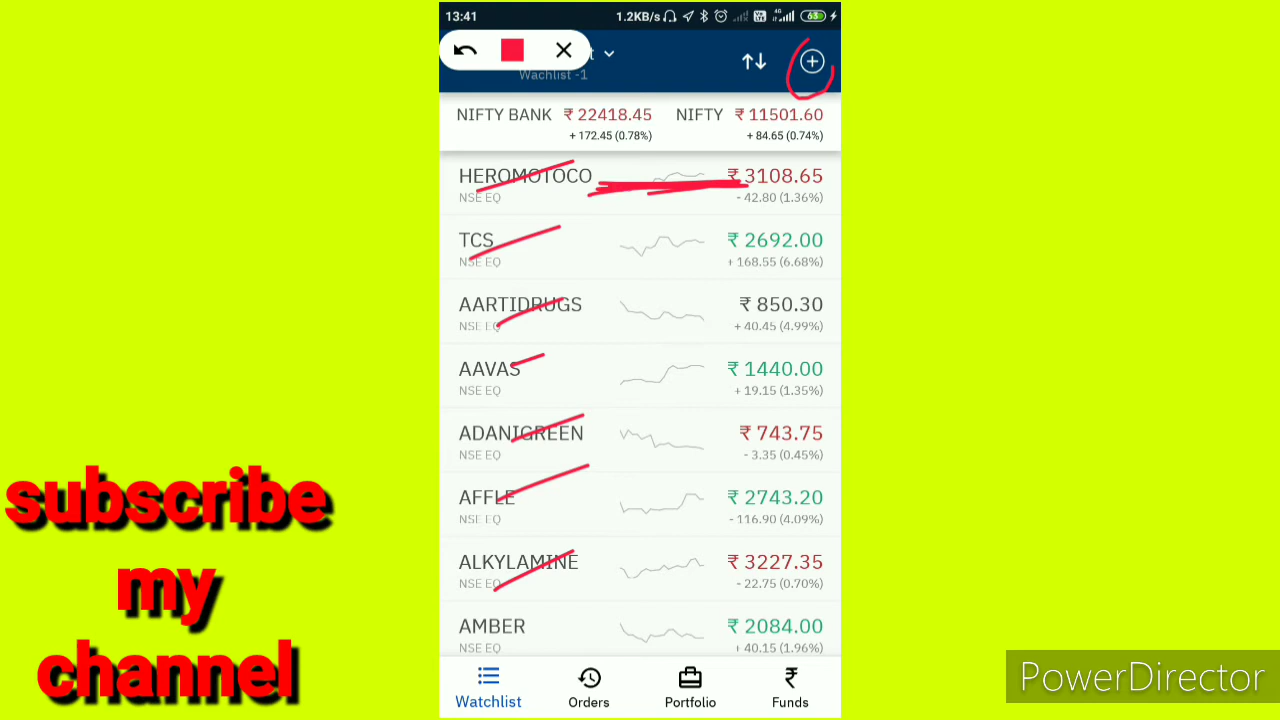 13:41 1.2KB/s 4G 63
t
Wachlist -1
NIFTY BANK ₹ 22418.45 NIFTY ₹ 11501.60
+ 172.45 (0.78%) + 84.65 (0.74%)
HEROMOTOCO ₹ 3108.65
NSE EQ - 42.80 (1.36%)
TCS ₹ 2692.00
NSE EQ + 168.55 (6.68%)
AARTIDRUGS ₹ 850.30
NSE EQ + 40.45 (4.99%)
AAVAS ₹ 1440.00
NSE EQ + 19.15 (1.35%)
ADANIGREEN ₹ 743.75
NSE EQ - 3.35 (0.45%)
AFFLE ₹ 2743.20
NSE EQ - 116.90 (4.09%)
ALKYLAMINE ₹ 3227.35
NSE EQ - 22.75 (0.70%)
AMBER ₹ 2084.00
NSE EQ + 40.15 (1.96%)
Watchlist Orders Portfolio Funds
subscribe
my
channel
PowerDirector